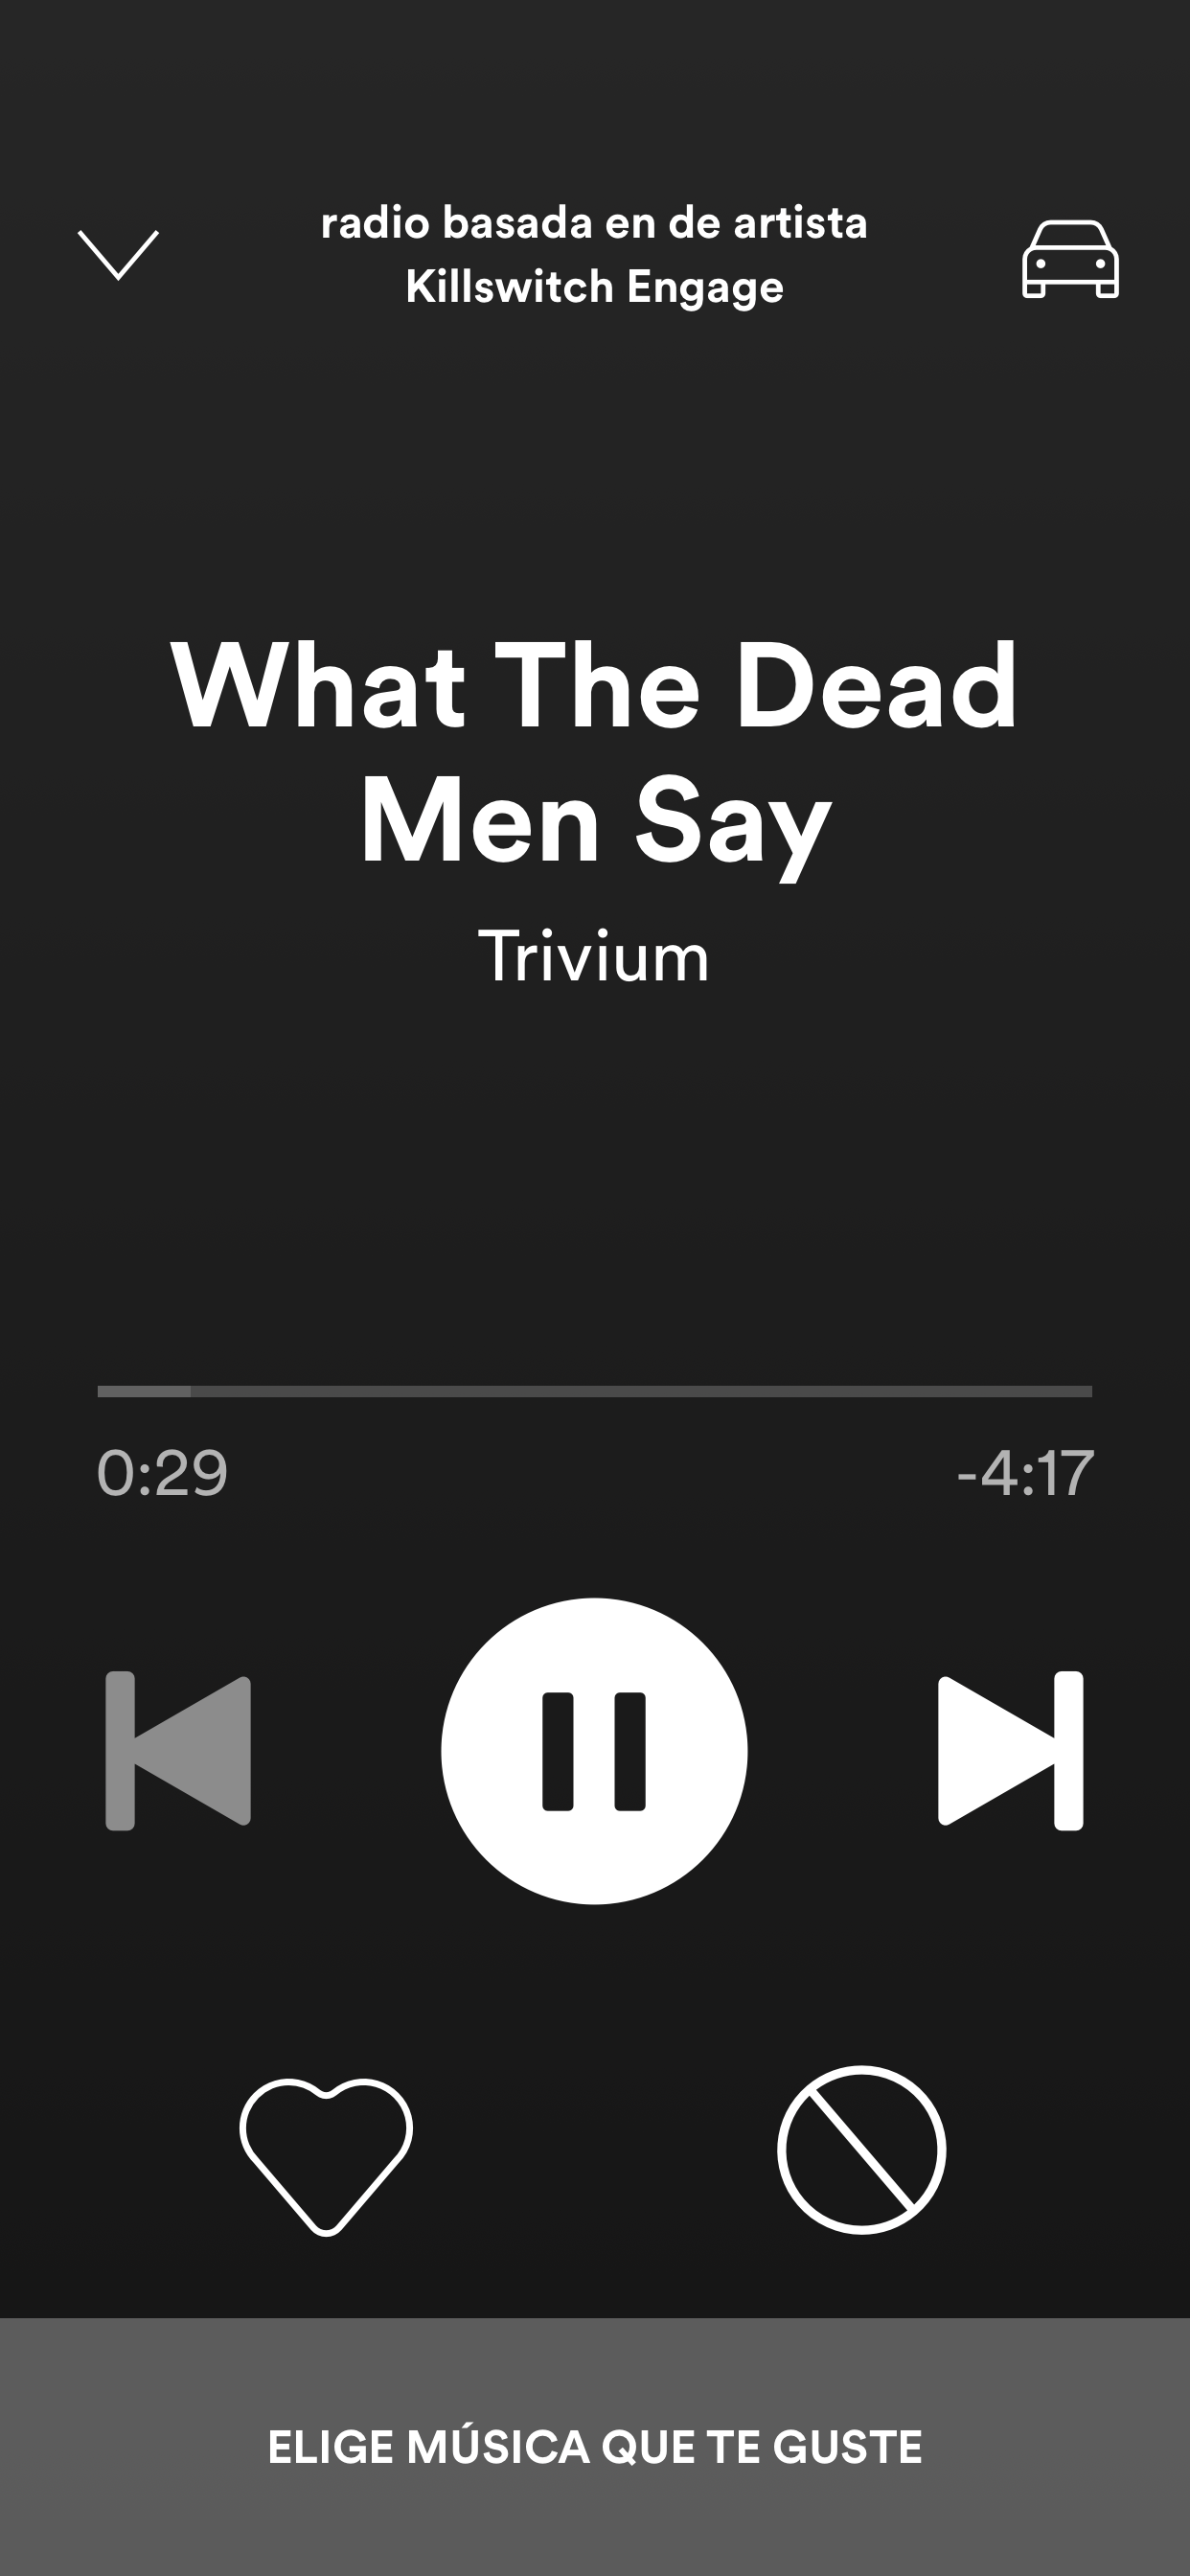 radio basada en de artista
Killswitch Engage
What The Dead
Men Say
Trivium
0:29
-4:17
ELIGE MÚSICA QUE TE GUSTE